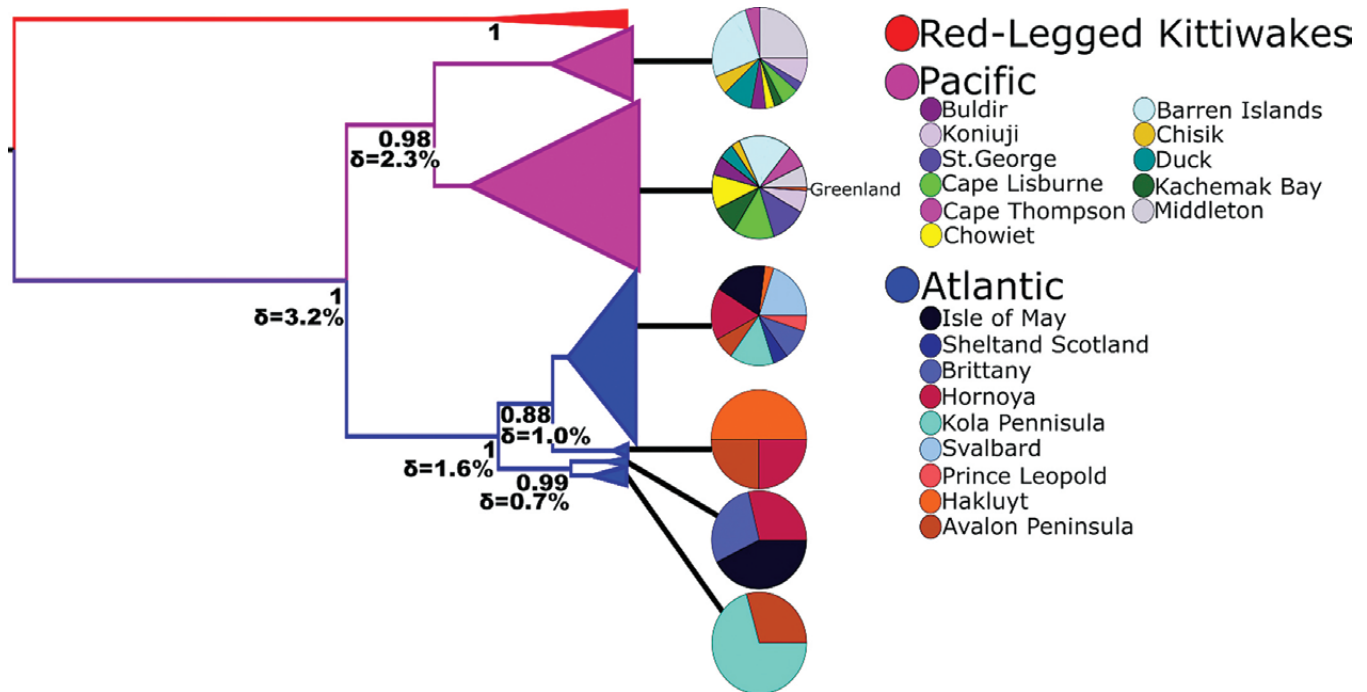 1
0.98
δ=2.3%
Greenland
1
δ=3.2%
0.88
δ=1.0%
1
δ=1.6%
0.99
δ=0.7%
Red-Legged Kittiwakes
Pacific
Buldir
Koniuji
St.George
Cape Lisburne
Cape Thompson
Chowiet
Barren Islands
Chisik
Duck
Kachemak Bay
Middleton
Atlantic
Isle of May
Sheltand Scotland
Brittany
Hornoya
Kola Pennisula
Svalbard
Prince Leopold
Hakluyt
Avalon Peninsula